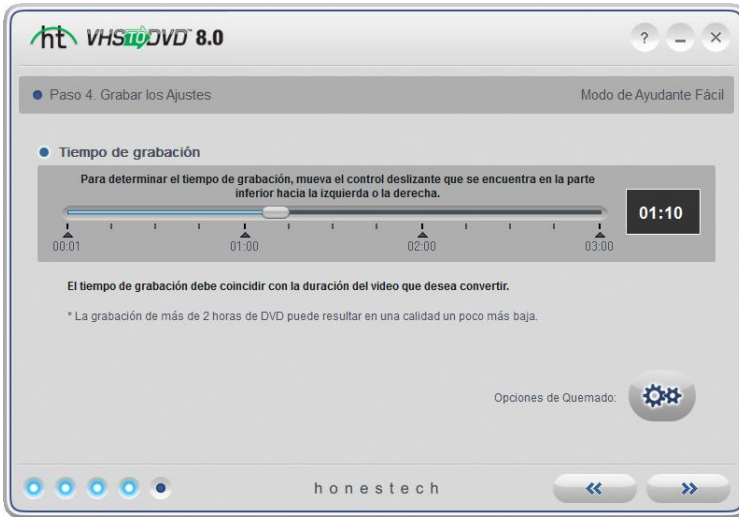 ht VHS TO DVD™ 8.0
?
Paso 4. Grabar los Ajustes
Modo de Ayudante Fácil
Tiempo de grabación
Para determinar el tiempo de grabación, mueva el control deslizante que se encuentra en la parte
inferior hacia la izquierda o la derecha.
01:10
00:01 01:00 02:00 03:00
El tiempo de grabación debe coincidir con la duración del video que desea convertir.
* La grabación de más de 2 horas de DVD puede resultar en una calidad un poco más baja.
Opciones de Quemado:
honestech